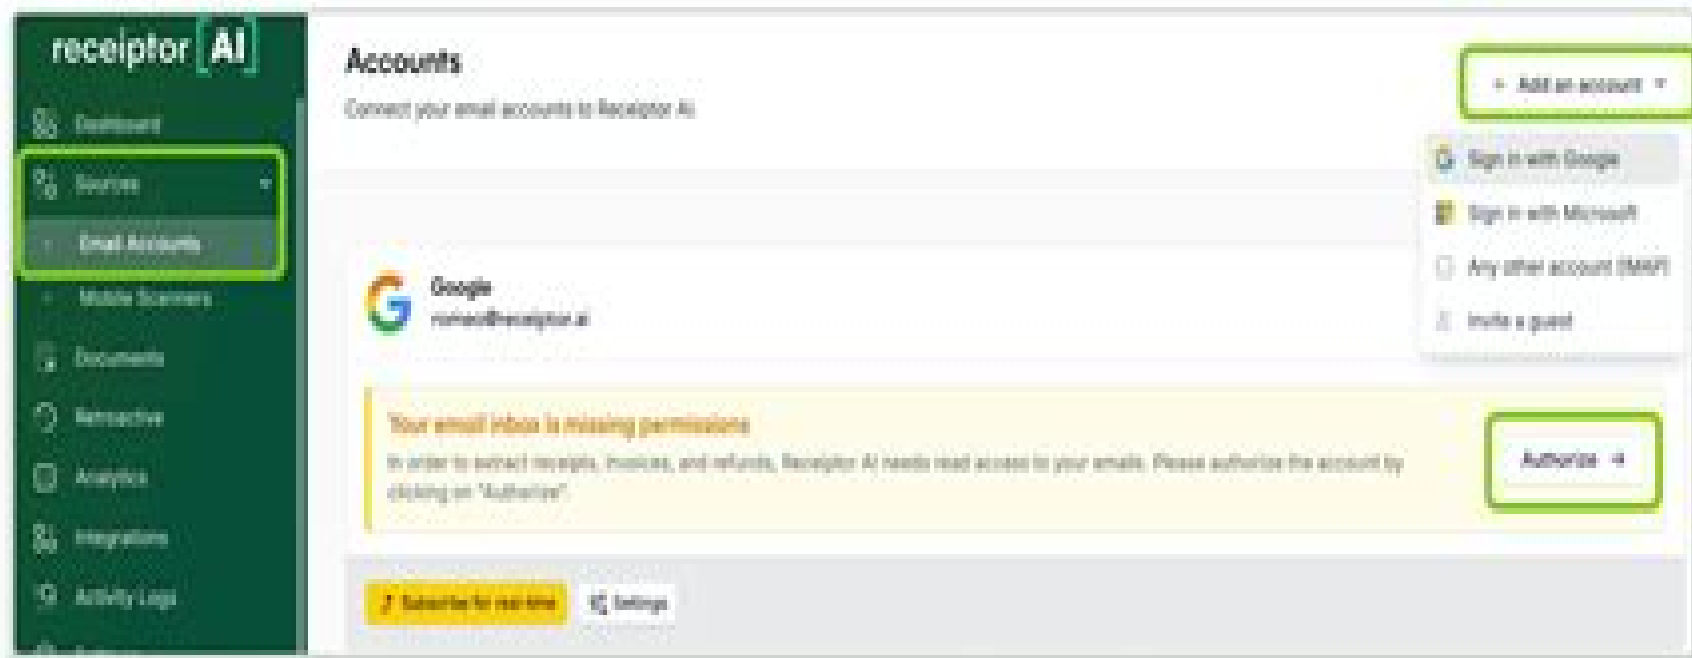 receiptor [AI]
Dashboard
Sources
Email Accounts
Mobile Scanners
Documents
Retroactive
Analytics
Integrations
Activity Logs
Accounts
Connect your email accounts to Receiptor AI
+ Add an account
Sign in with Google
Sign in with Microsoft
Any other account (IMAP)
Invite a guest
Google
romeo@receiptor.ai
Your email inbox is missing permissions
In order to extract receipts, invoices, and refunds, Receiptor AI needs read access to your emails. Please authorize the account by
clicking on "Authorize".
Authorize →
Subscribe for real-time
Settings